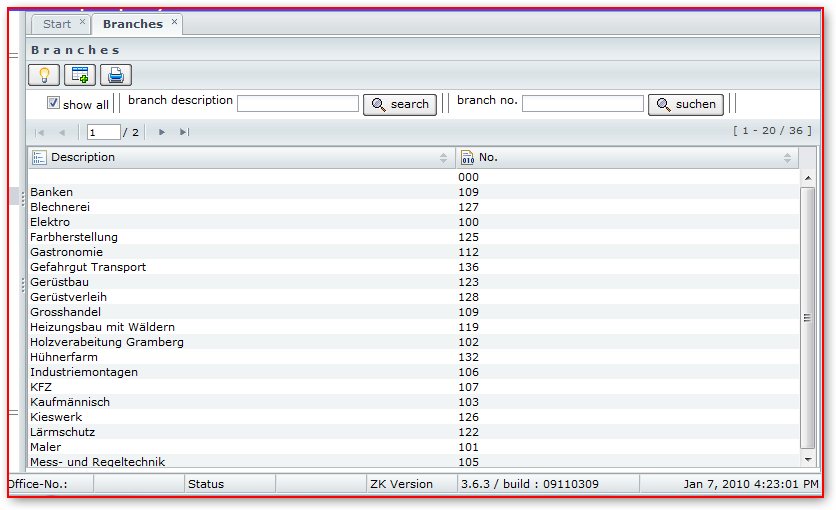 Start Branches
Branches
show all branch description search branch no. suchen
1 / 2 [ 1 - 20 / 36 ]
Description No.
000
Banken 109
Blechnerei 127
Elektro 100
Farbherstellung 125
Gastronomie 112
Gefahrgut Transport 136
Gerüstbau 123
Gerüstverleih 128
Grosshandel 109
Heizungsbau mit Wäldern 119
Holzverabeitung Gramberg 102
Hühnerfarm 132
Industriemontagen 106
KFZ 107
Kaufmännisch 103
Kieswerk 126
Lärmschutz 122
Maler 101
Mess- und Regeltechnik 105
Office-No.: Status ZK Version 3.6.3 / build : 09110309 Jan 7, 2010 4:23:01 PM